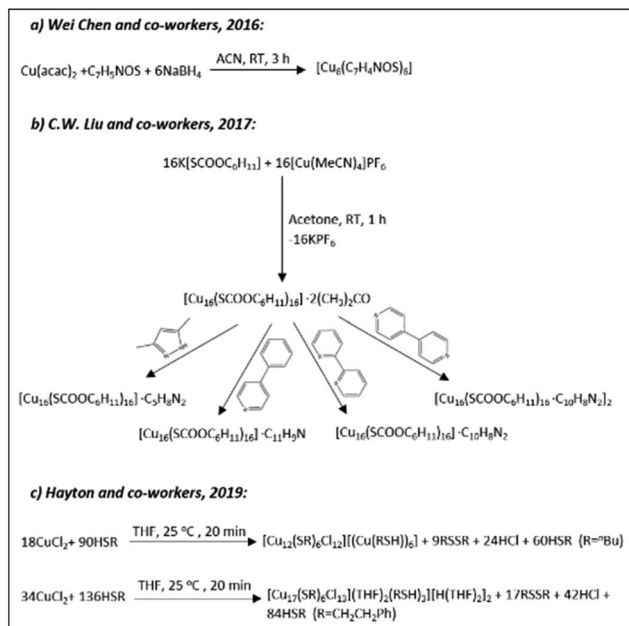 a) Wei Chen and co-workers, 2016:
Cu(acac)₂ +C₇H₅NOS + 6NaBH₄
ACN, RT, 3 h
[Cu₆(C₇H₄NOS)₆]
b) C.W. Liu and co-workers, 2017:
16K[SCOOC₆H₁₁] + 16[Cu(MeCN)₄]PF₆
Acetone, RT, 1 h
-16KPF₆
[Cu₁₆(SCOOC₆H₁₁)₁₆]·2(CH₃)₂CO
[Cu₁₆(SCOOC₆H₁₁)₁₆]·C₅H₈N₂
[Cu₁₆(SCOOC₆H₁₁)₁₆·C₁₀H₈N₂]₂
[Cu₁₆(SCOOC₆H₁₁)₁₆]·C₁₁H₉N
[Cu₁₆(SCOOC₆H₁₁)₁₆]·C₁₀H₈N₂
c) Hayton and co-workers, 2019:
THF, 25 ºC , 20 min
18CuCl₂+ 90HSR
[Cu₁₂(SR)₆Cl₁₂][(Cu(RSH))₆] + 9RSSR + 24HCl + 60HSR (R=ⁿBu)
THF, 25 ºC , 20 min
34CuCl₂+ 136HSR
[Cu₁₇(SR)₆Cl₁₃](THF)₂(RSH)₃][H(THF)₂]₂ + 17RSSR + 42HCl +
84HSR (R=CH₂CH₂Ph)